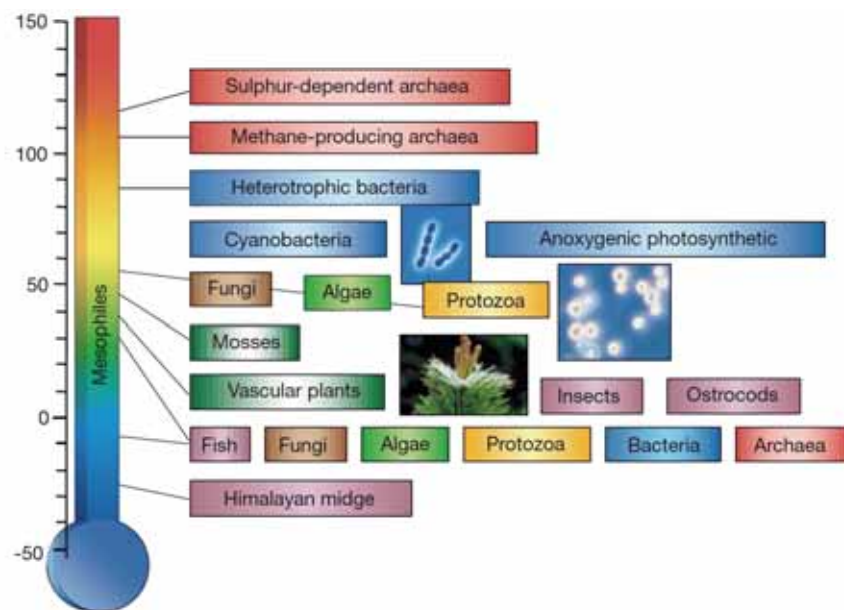 150
Sulphur-dependent archaea
Methane-producing archaea
100
Heterotrophic bacteria
Cyanobacteria
Anoxygenic photosynthetic
50
Fungi
Algae
Protozoa
Mesophiles
Mosses
Vascular plants
Insects
Ostrocods
0
Fish
Fungi
Algae
Protozoa
Bacteria
Archaea
Himalayan midge
-50